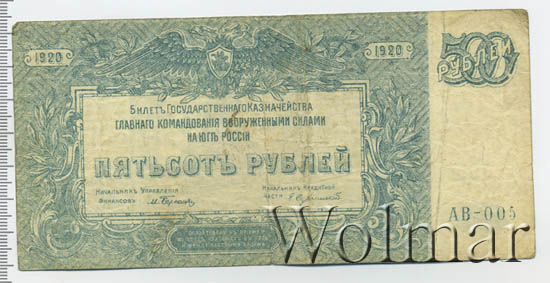 1920
1920
500
РУБЛЕЙ
БИЛЕТЪ ГОСУДАРСТВЕННАГО КАЗНАЧЕЙСТВА
ГЛАВНАГО КОМАНДОВАНІЯ ВООРУЖЕННЫМИ СИЛАМИ
НА ЮГѢ РОССІИ
ПЯТЬСОТЪ РУБЛЕЙ
НАЧАЛЬНИКЪ УПРАВЛЕНІЯ
ФИНАНСОВЪ
НАЧАЛЬНИКЪ КРЕДИТНОЙ
ЧАСТИ
АВ-005
Wolmar